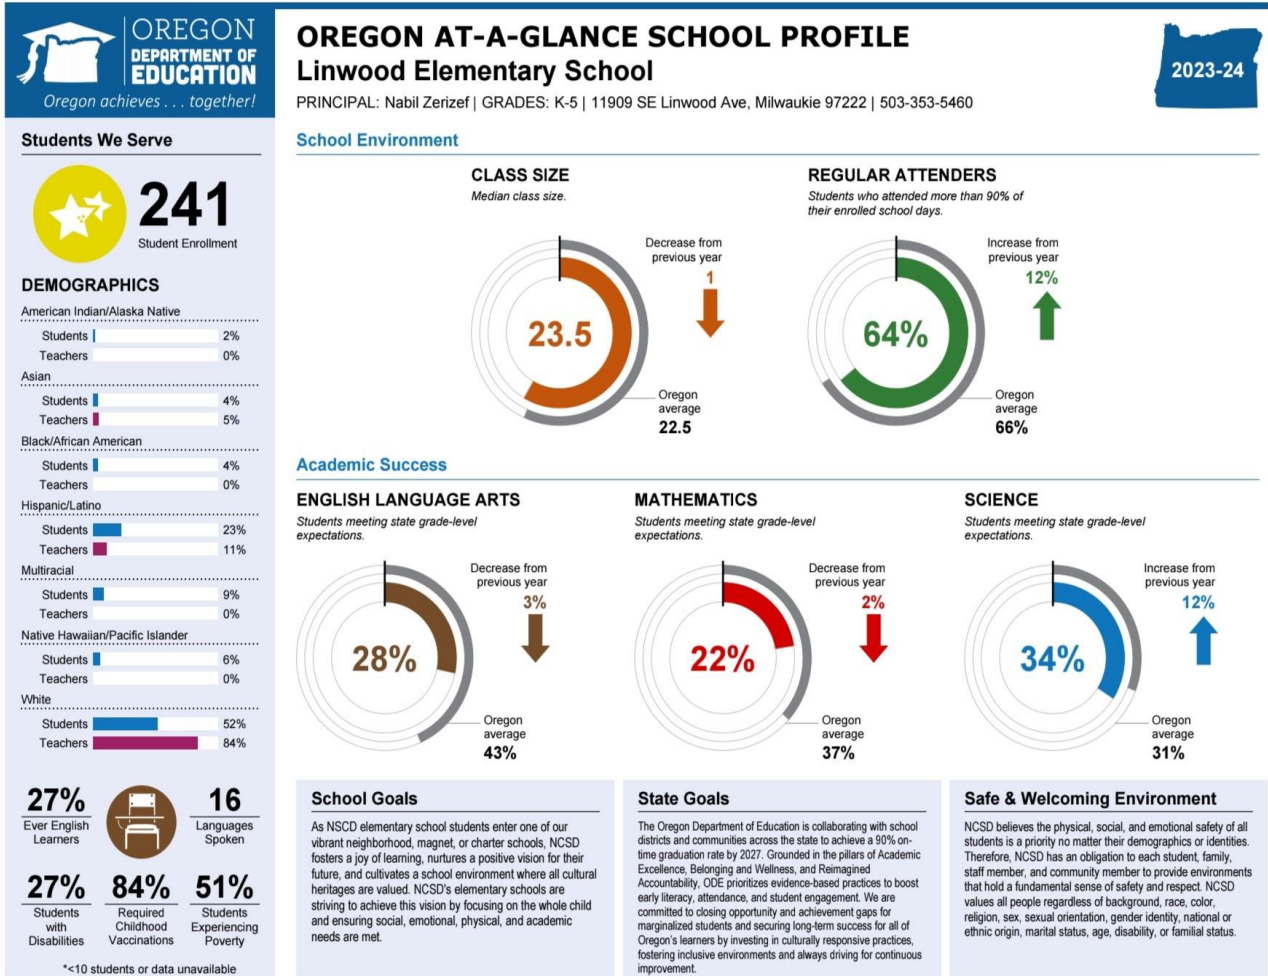 OREGON
DEPARTMENT OF
EDUCATION
Oregon achieves . . . together!
OREGON AT-A-GLANCE SCHOOL PROFILE
Linwood Elementary School
PRINCIPAL: Nabil Zerizef | GRADES: K-5 | 11909 SE Linwood Ave, Milwaukie 97222 | 503-353-5460
2023-24
Students We Serve
241
Student Enrollment
DEMOGRAPHICS
American Indian/Alaska Native
Students 2%
Teachers 0%
Asian
Students 4%
Teachers 5%
Black/African American
Students 4%
Teachers 0%
Hispanic/Latino
Students 23%
Teachers 11%
Multiracial
Students 9%
Teachers 0%
Native Hawaiian/Pacific Islander
Students 6%
Teachers 0%
White
Students 52%
Teachers 84%
27%
Ever English
Learners
16
Languages
Spoken
27%
Students
with
Disabilities
84%
Required
Childhood
Vaccinations
51%
Students
Experiencing
Poverty
*<10 students or data unavailable
School Environment
CLASS SIZE
Median class size.
23.5
Decrease from
previous year
1
Oregon
average
22.5
REGULAR ATTENDERS
Students who attended more than 90% of
their enrolled school days.
64%
Increase from
previous year
12%
Oregon
average
66%
Academic Success
ENGLISH LANGUAGE ARTS
Students meeting state grade-level
expectations.
28%
Decrease from
previous year
3%
Oregon
average
43%
MATHEMATICS
Students meeting state grade-level
expectations.
22%
Decrease from
previous year
2%
Oregon
average
37%
SCIENCE
Students meeting state grade-level
expectations.
34%
Increase from
previous year
12%
Oregon
average
31%
School Goals
As NSCD elementary school students enter one of our
vibrant neighborhood, magnet, or charter schools, NCSD
fosters a joy of learning, nurtures a positive vision for their
future, and cultivates a school environment where all cultural
heritages are valued. NCSD's elementary schools are
striving to achieve this vision by focusing on the whole child
and ensuring social, emotional, physical, and academic
needs are met.
State Goals
The Oregon Department of Education is collaborating with school
districts and communities across the state to achieve a 90% on-
time graduation rate by 2027. Grounded in the pillars of Academic
Excellence, Belonging and Wellness, and Reimagined
Accountability, ODE prioritizes evidence-based practices to boost
early literacy, attendance, and student engagement. We are
committed to closing opportunity and achievement gaps for
marginalized students and securing long-term success for all of
Oregon's learners by investing in culturally responsive practices,
fostering inclusive environments and always driving for continuous
improvement.
Safe & Welcoming Environment
NCSD believes the physical, social, and emotional safety of all
students is a priority no matter their demographics or identities.
Therefore, NCSD has an obligation to each student, family,
staff member, and community member to provide environments
that hold a fundamental sense of safety and respect. NCSD
values all people regardless of background, race, color,
religion, sex, sexual orientation, gender identity, national or
ethnic origin, marital status, age, disability, or familial status.